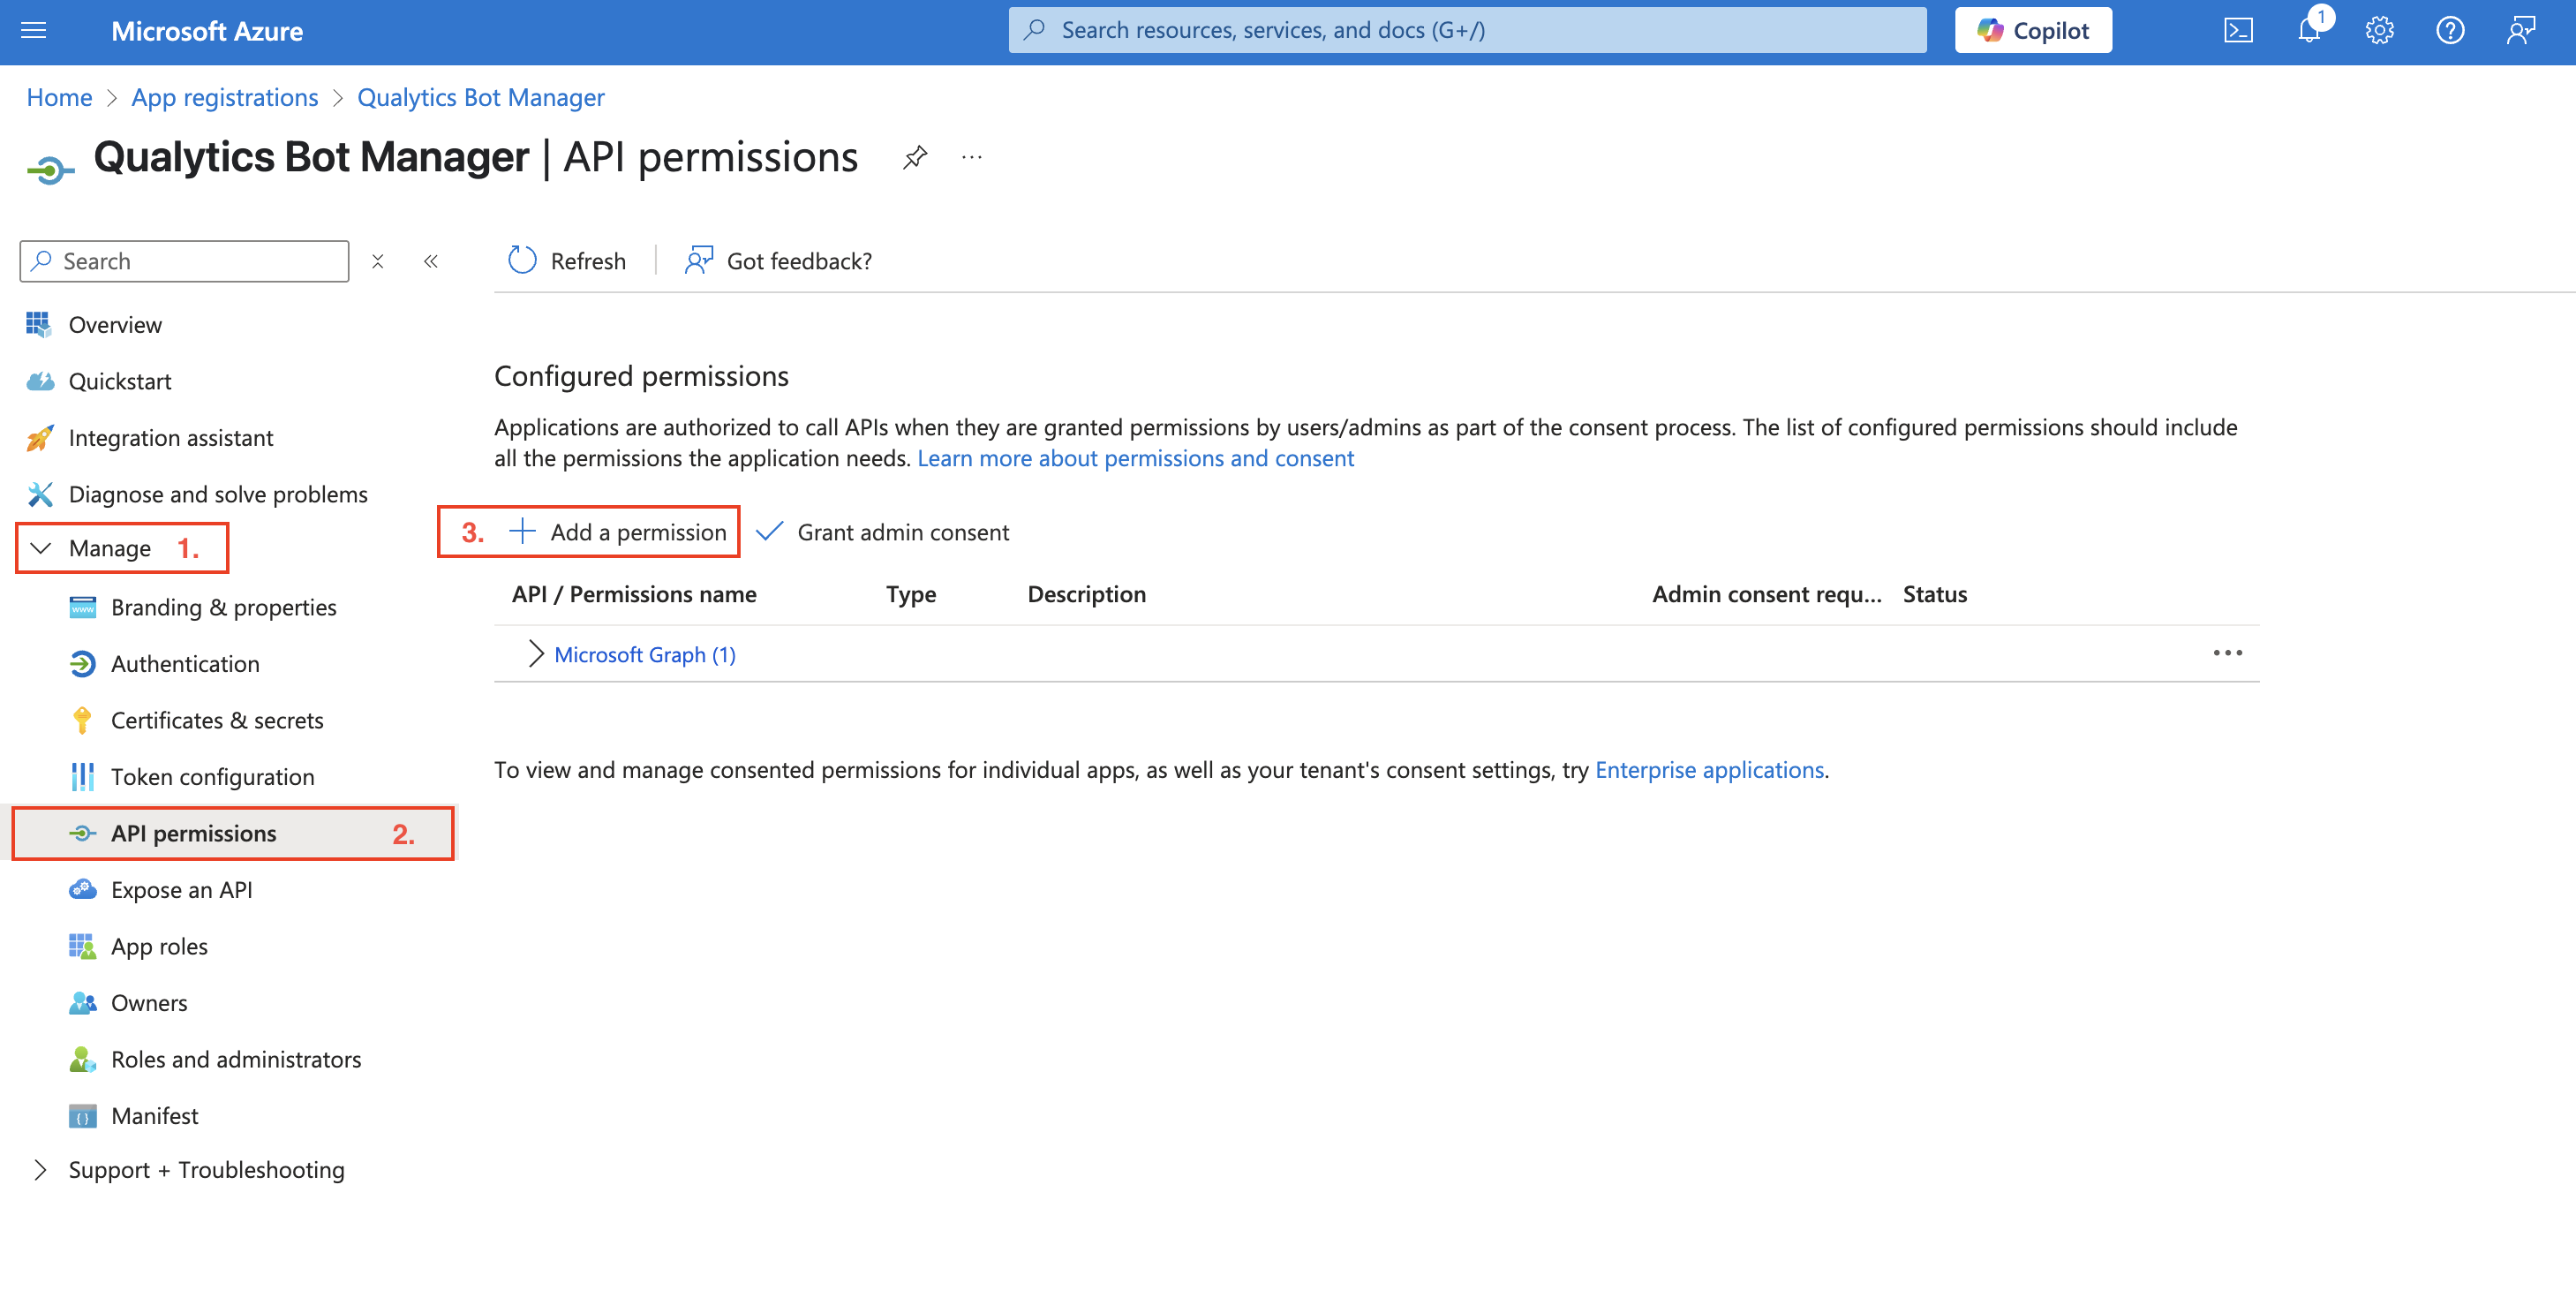 Microsoft Azure
Search resources, services, and docs (G+/)
Copilot
1
Home > App registrations > Qualytics Bot Manager
Qualytics Bot Manager | API permissions
Search
Refresh
Got feedback?
Overview
Quickstart
Integration assistant
Diagnose and solve problems
Manage 1.
Branding & properties
Authentication
Certificates & secrets
Token configuration
API permissions 2.
Expose an API
App roles
Owners
Roles and administrators
Manifest
Support + Troubleshooting
Configured permissions
Applications are authorized to call APIs when they are granted permissions by users/admins as part of the consent process. The list of configured permissions should include
all the permissions the application needs. Learn more about permissions and consent
3. Add a permission
Grant admin consent
API / Permissions name Type Description Admin consent requ... Status
Microsoft Graph (1)
To view and manage consented permissions for individual apps, as well as your tenant's consent settings, try Enterprise applications.